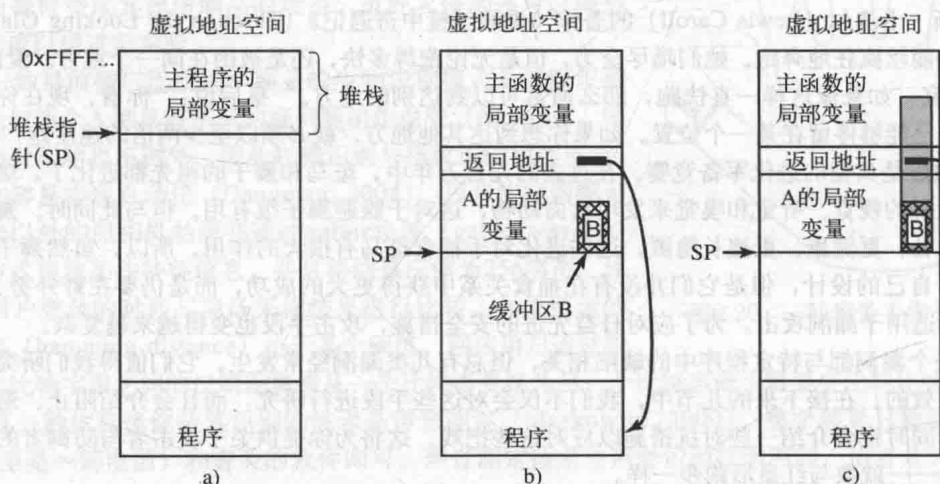 虚拟地址空间
0xFFFF...
主程序的
局部变量
堆栈
堆栈指
针(SP)
程序
a)
虚拟地址空间
主函数的
局部变量
返回地址
A的局部
变量
B
SP
缓冲区B
程序
b)
虚拟地址空间
主函数的
局部变量
返回地址
A的局部
变量
B
SP
程序
c)